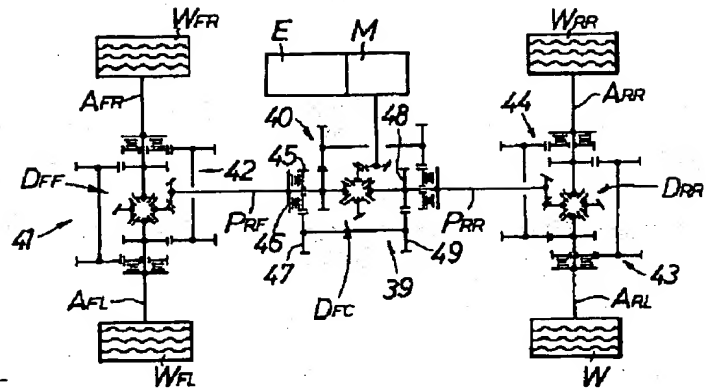 WFR
E M
WRR
AFR
ARR
40
48
44
45
DFF
42
DRR
41
PRF
46
PRR
47
49
39
43
DFC
AFL
ARL
WFL
W